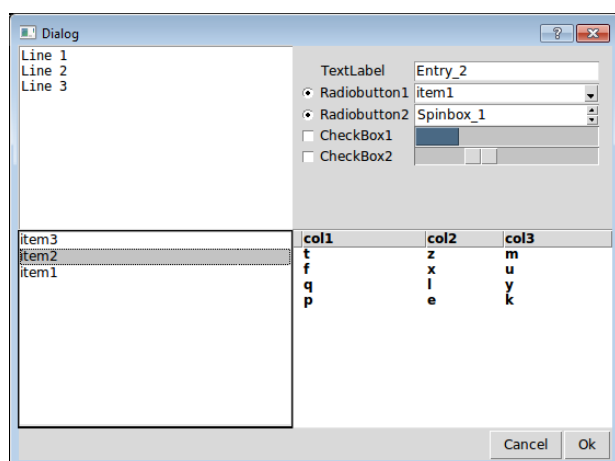 Dialog
?
Line 1
Line 2
Line 3
TextLabel Entry_2
Radiobutton1 item1
Radiobutton2 Spinbox_1
CheckBox1
CheckBox2
item3
item2
item1
col1 col2 col3
t z m
f x u
q l y
p e k
Cancel Ok